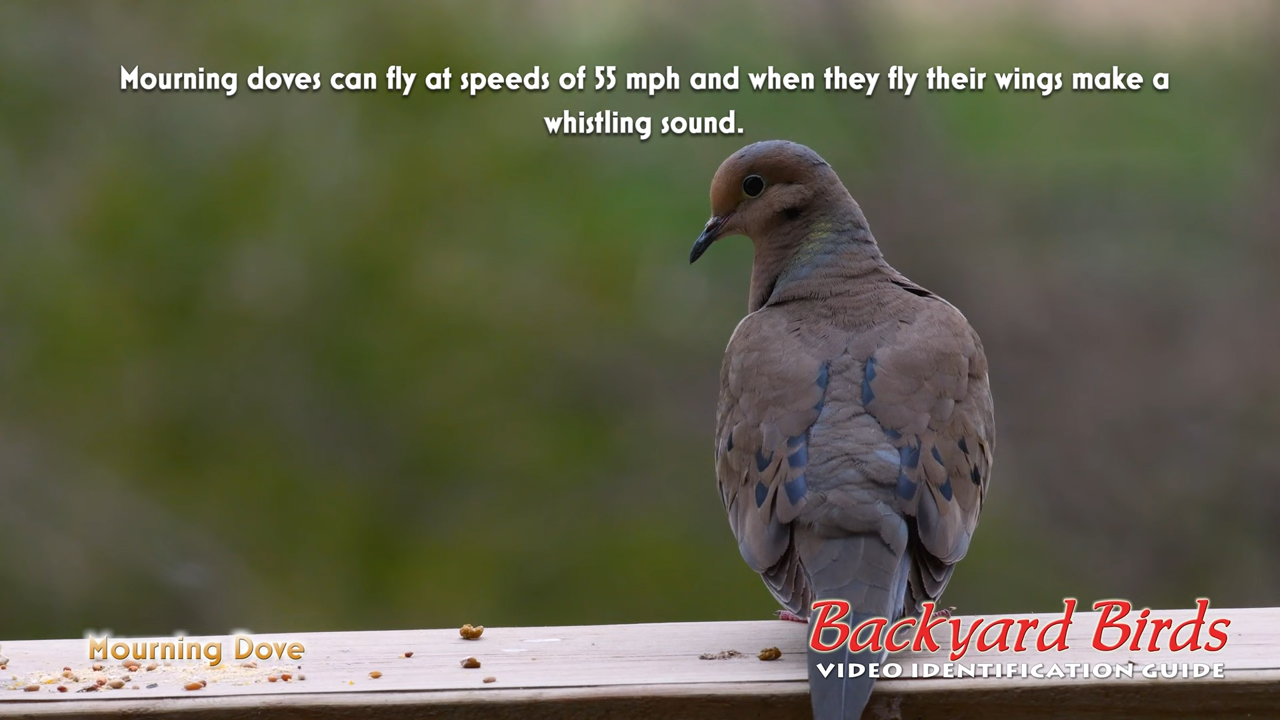 Mourning doves can fly at speeds of 55 mph and when they fly their wings make a
whistling sound.
Mourning Dove
Backyard Birds
VIDEO IDENTIFICATION GUIDE